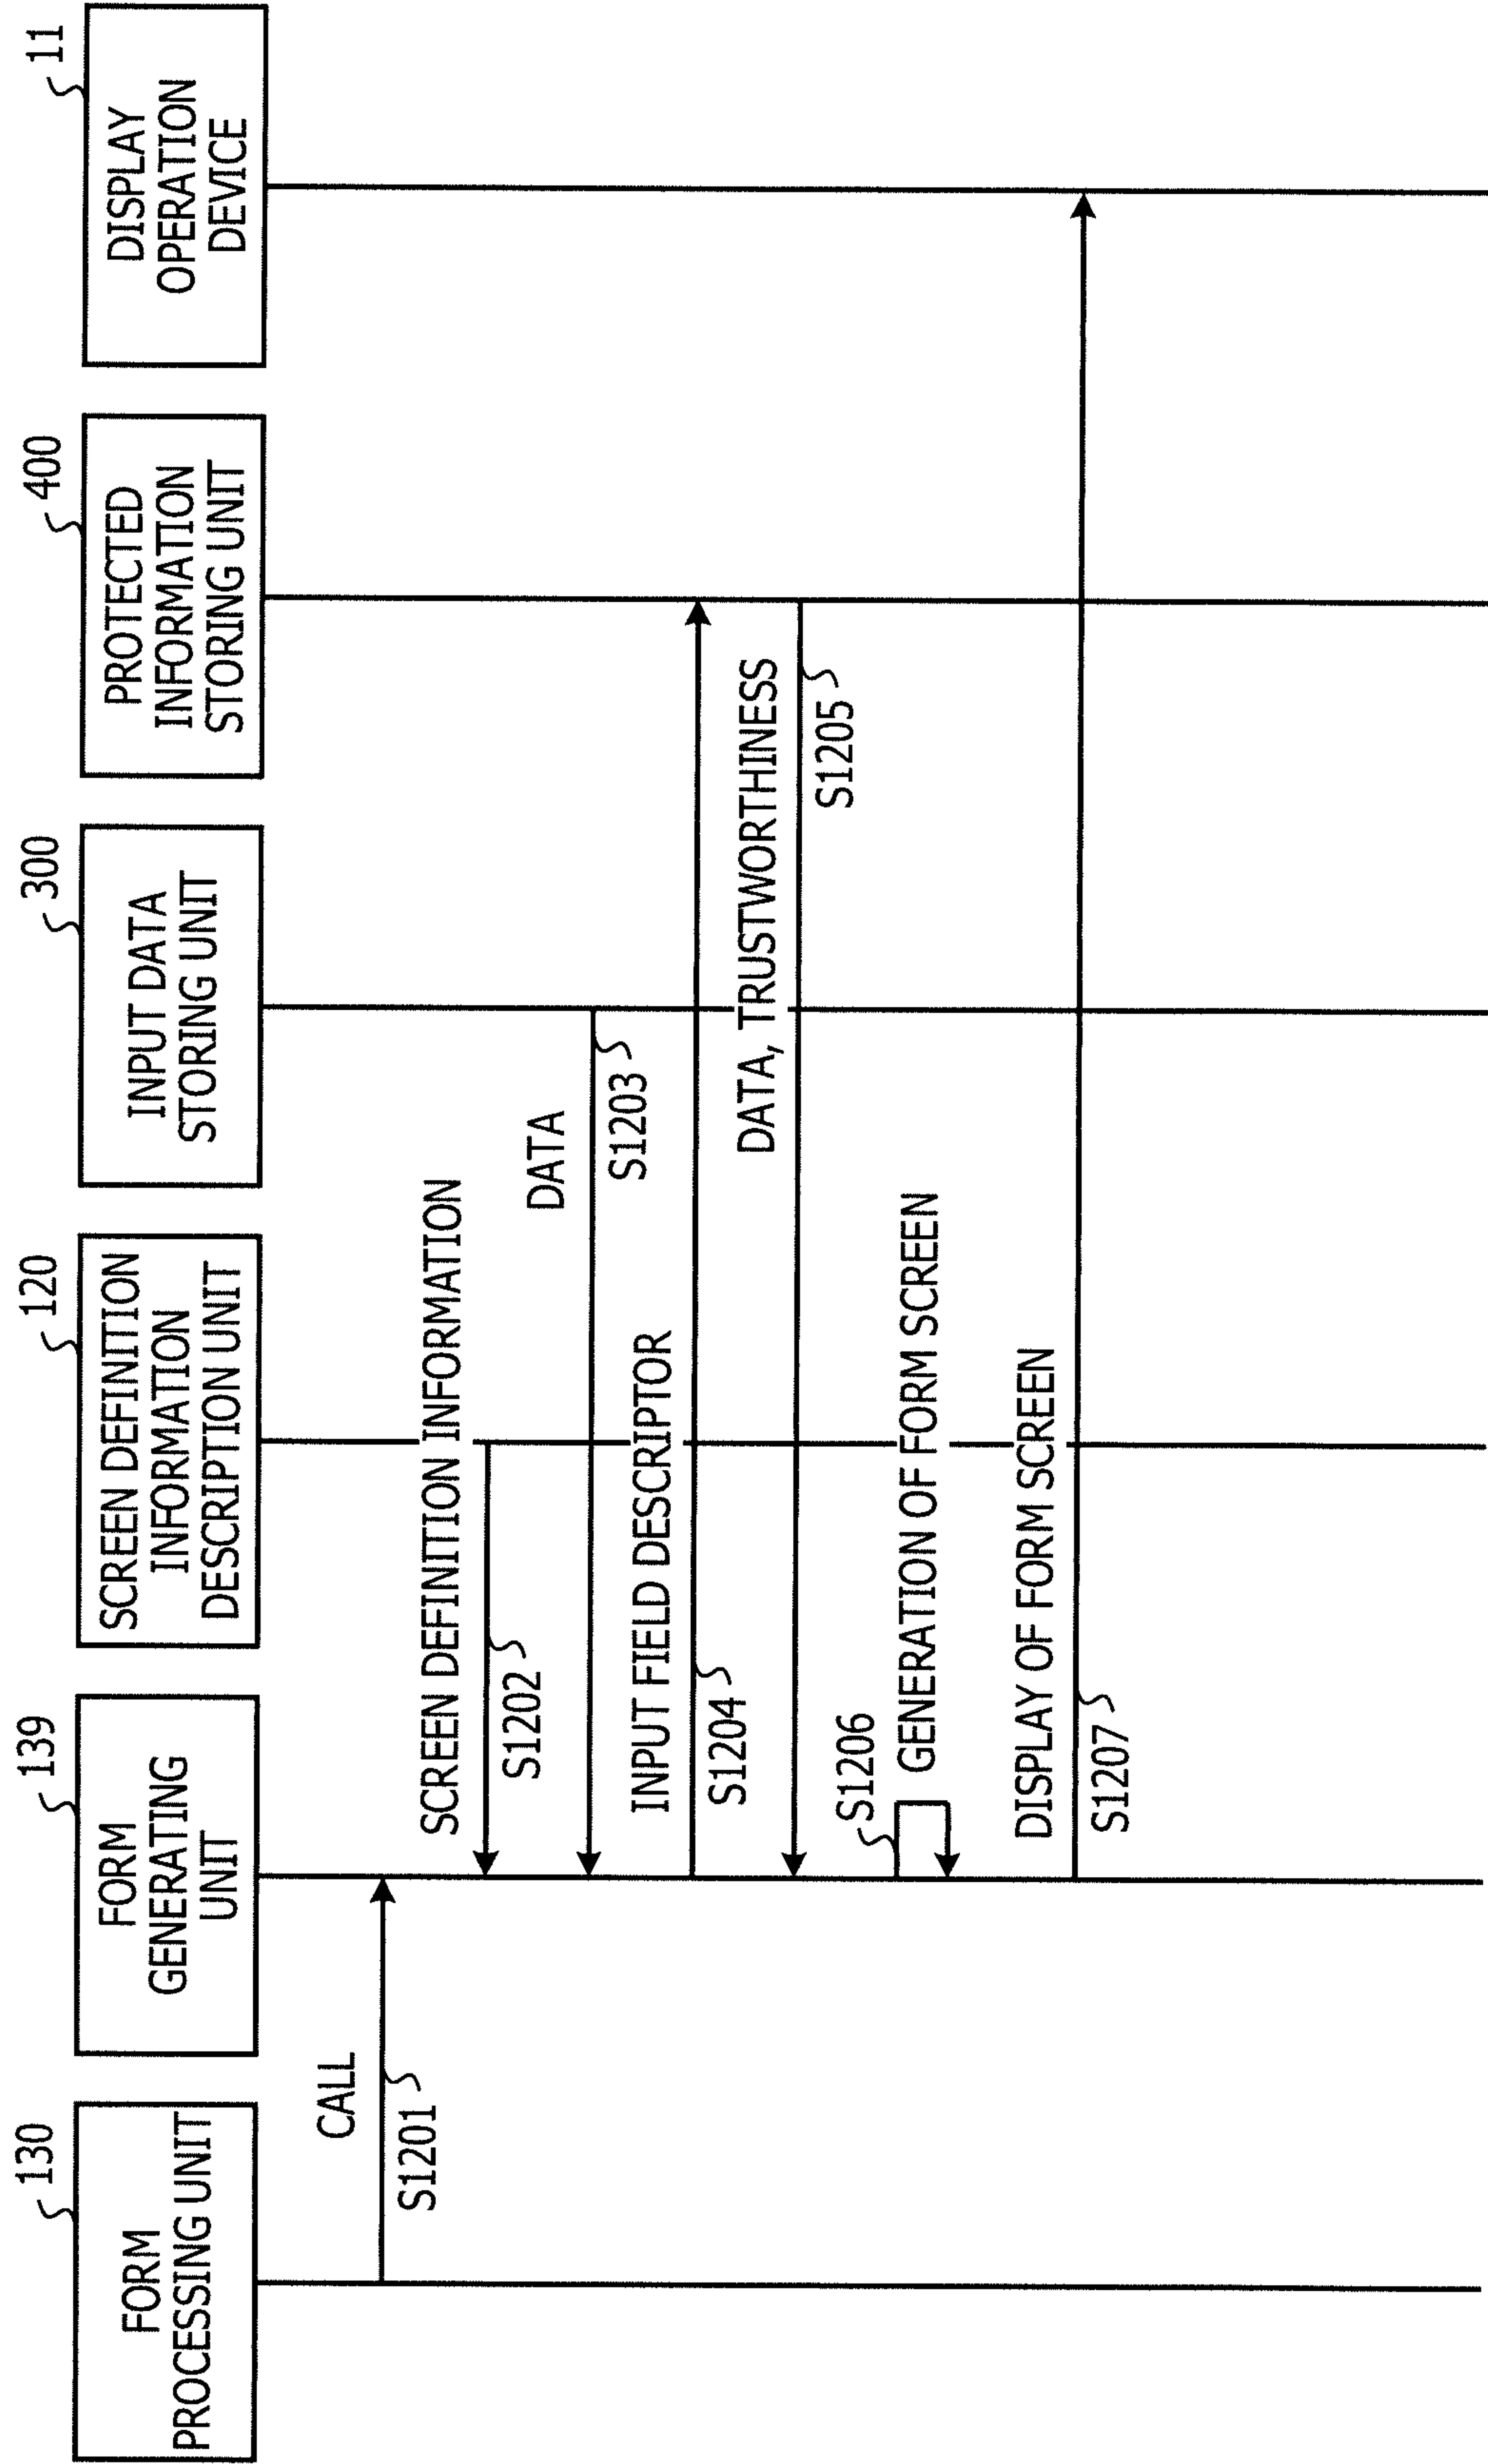 130
FORM
PROCESSING UNIT
139
FORM
GENERATING
UNIT
120
SCREEN DEFINITION
INFORMATION
DESCRIPTION UNIT
300
INPUT DATA
STORING UNIT
400
PROTECTED
INFORMATION
STORING UNIT
11
DISPLAY
OPERATION
DEVICE
CALL
S1201
SCREEN DEFINITION INFORMATION
S1202
DATA
S1203
INPUT FIELD DESCRIPTOR
S1204
DATA, TRUSTWORTHINESS
S1205
S1206
GENERATION OF FORM SCREEN
DISPLAY OF FORM SCREEN
S1207